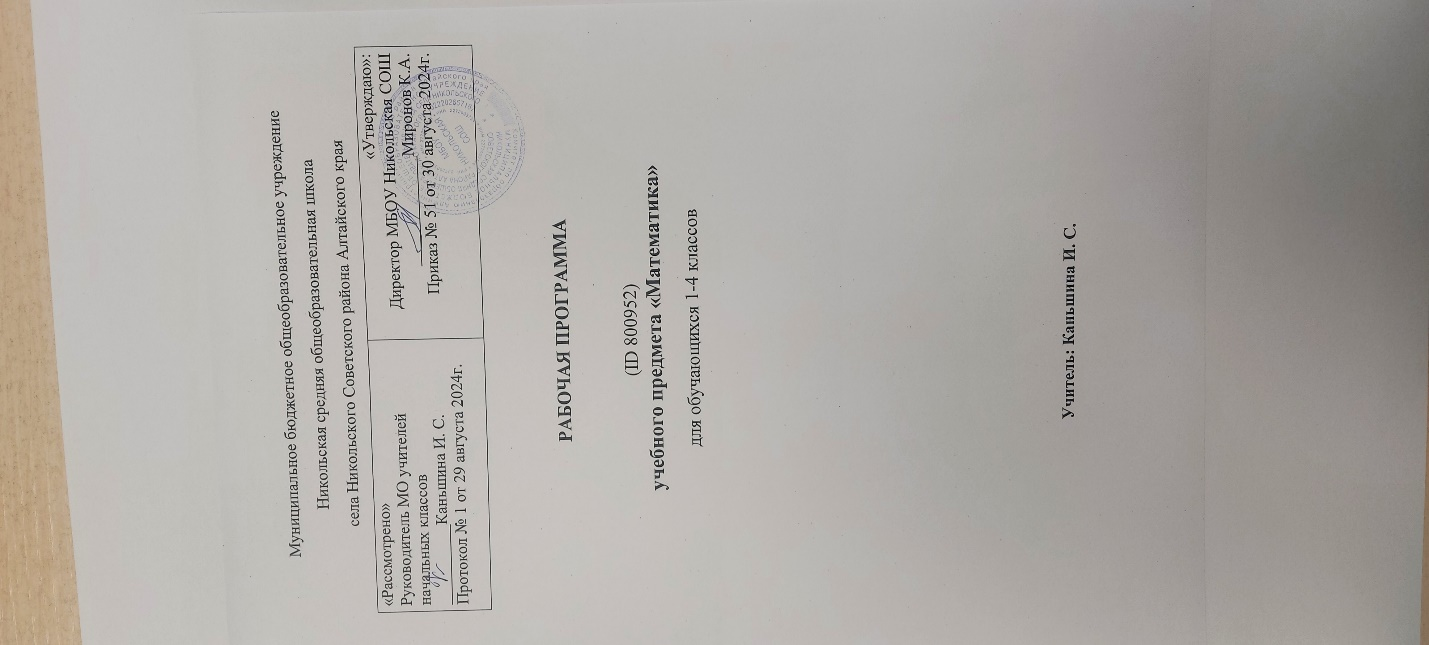 Муниципальное бюджетное общеобразовательное учреждение
Никольская средняя общеобразовательная школа
села Никольского Советского района Алтайского края
«Рассмотрено»
Руководитель МО учителей
начальных классов
Каньшина И. С.
Протокол № 1 от 29 августа 2024г.
«Утверждаю»:
Директор МБОУ Никольская СОШ
Миронов К.А.
Приказ № 51 от 30 августа 2024г.
РАБОЧАЯ ПРОГРАММА
(ID 800952)
учебного предмета «Математика»
для обучающихся 1-4 классов
Учитель: Каньшина И. С.